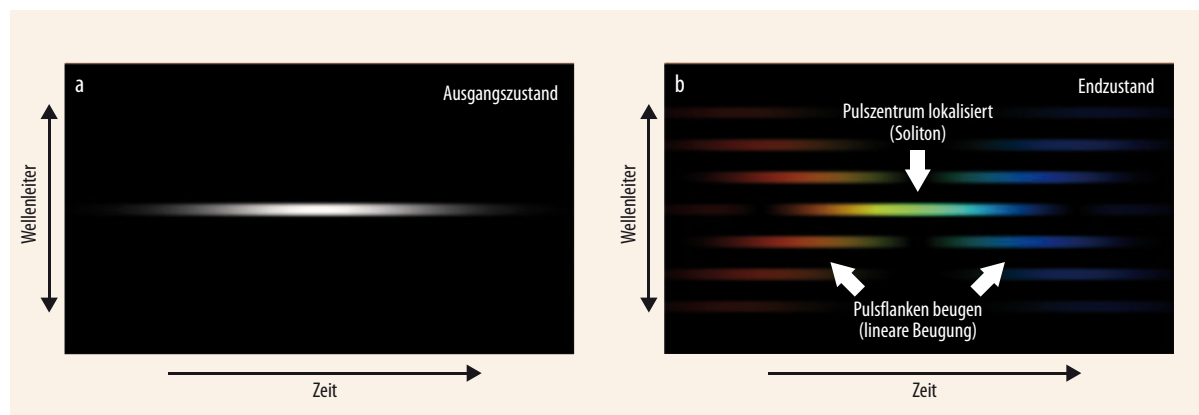 a
Ausgangszustand
Wellenleiter
Zeit
b
Endzustand
Pulszentrum lokalisiert
(Soliton)
Wellenleiter
Pulsflanken beugen
(lineare Beugung)
Zeit